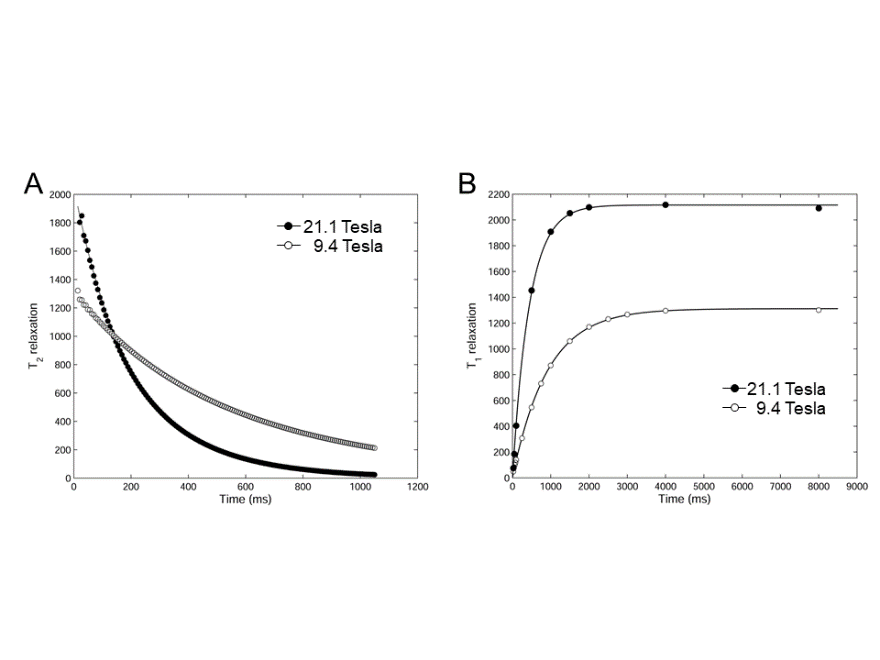 A
B
2000
1800
1600
1400
1200
1000
800
600
400
200
0
T2 relaxation
0 200 400 600 800 1000 1200
Time (ms)
21.1 Tesla
9.4 Tesla
2200
2000
1800
1600
1400
1200
1000
800
600
400
200
0
T1 relaxation
0 1000 2000 3000 4000 5000 6000 7000 8000 9000
Time (ms)
21.1 Tesla
9.4 Tesla